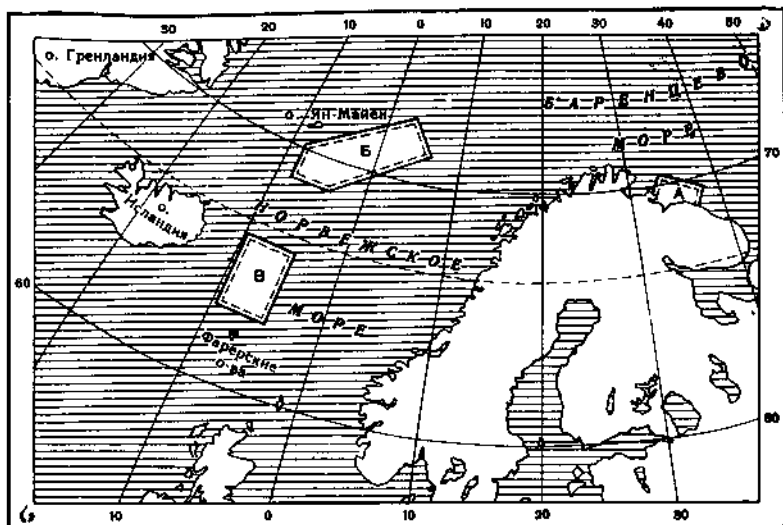 30 20 10 0 10 20 30 40 50
о. Гренландия
Б А Р Е Н Ц Е В О
о. Ян-Майен
М О Р Е
Б
70
А
о. Исландия
Н О Р В Е Ж С К О Е
В
60
М О Р Е
Фарерские
о-ва
60
10 0 10 20 30